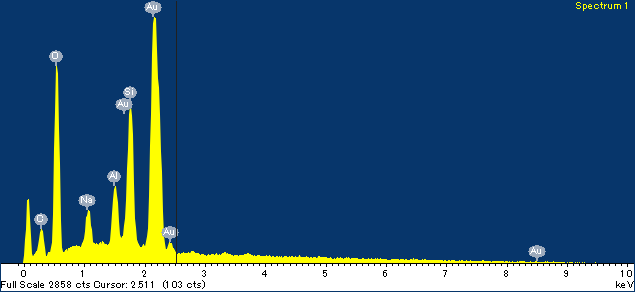 Spectrum 1
Au
O
Si
Au
Al
Na
C
Au
Au
0 1 2 3 4 5 6 7 8 9 10
Full Scale 2858 cts Cursor: 2.511 (103 cts) keV